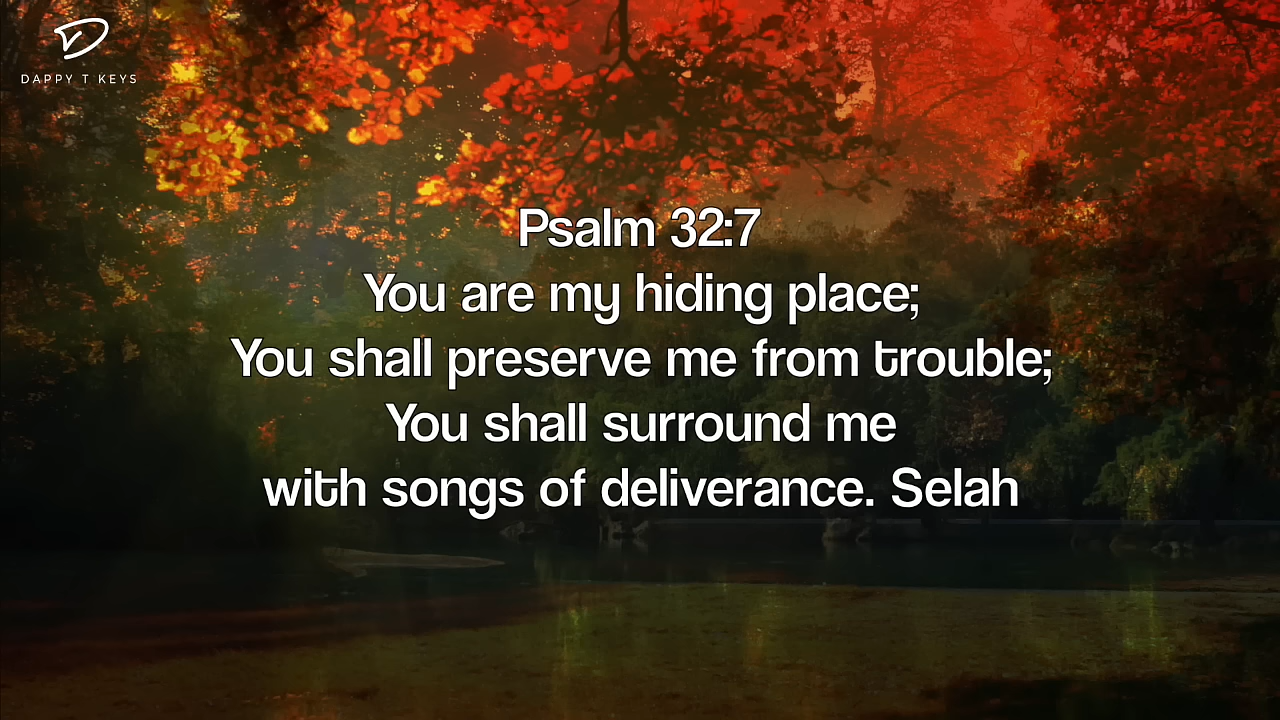 DAPPY T KEYS
Psalm 32:7
You are my hiding place;
You shall preserve me from trouble;
You shall surround me
with songs of deliverance. Selah